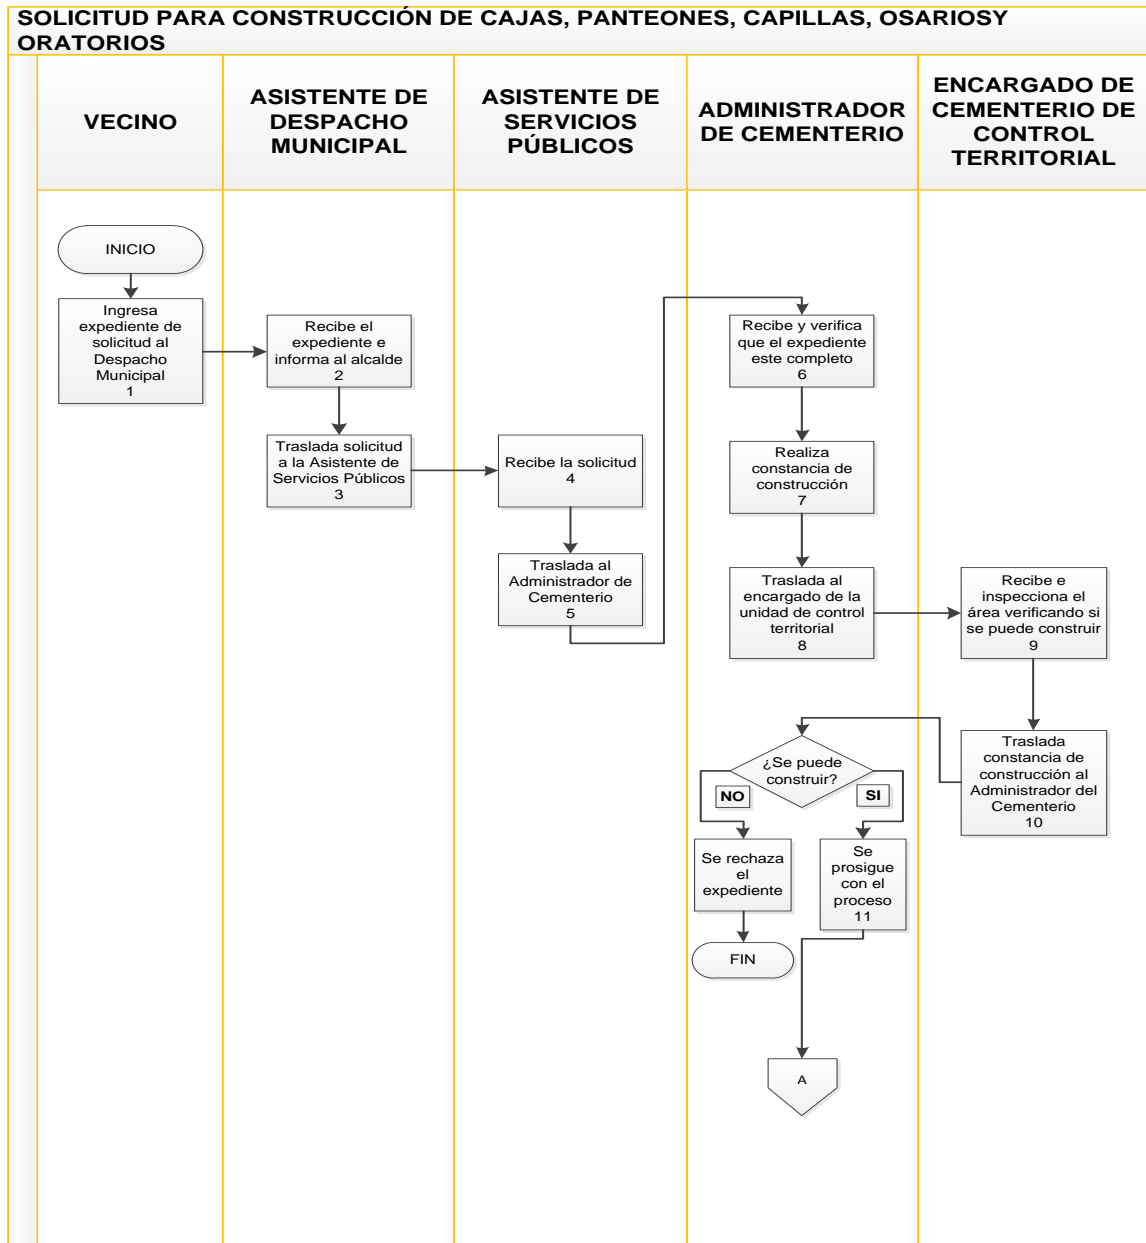 SOLICITUD PARA CONSTRUCCIÓN DE CAJAS, PANTEONES, CAPILLAS, OSARIOSY
ORATORIOS
VECINO
ASISTENTE DE
DESPACHO
MUNICIPAL
ASISTENTE DE
SERVICIOS
PÚBLICOS
ADMINISTRADOR
DE CEMENTERIO
ENCARGADO DE
CEMENTERIO DE
CONTROL
TERRITORIAL
INICIO
Ingresa
expediente de
solicitud al
Despacho
Municipal
1
Recibe el
expediente e
informa al alcalde
2
Traslada solicitud
a la Asistente de
Servicios Públicos
3
Recibe la solicitud
4
Traslada al
Administrador de
Cementerio
5
Recibe y verifica
que el expediente
este completo
6
Realiza
constancia de
construcción
7
Traslada al
encargado de la
unidad de control
territorial
8
Recibe e
inspecciona el
área verificando si
se puede construir
9
Traslada
constancia de
construcción al
Administrador del
Cementerio
10
¿Se puede
construir?
NO
SI
Se rechaza
el
expediente
Se
prosigue
con el
proceso
11
FIN
A